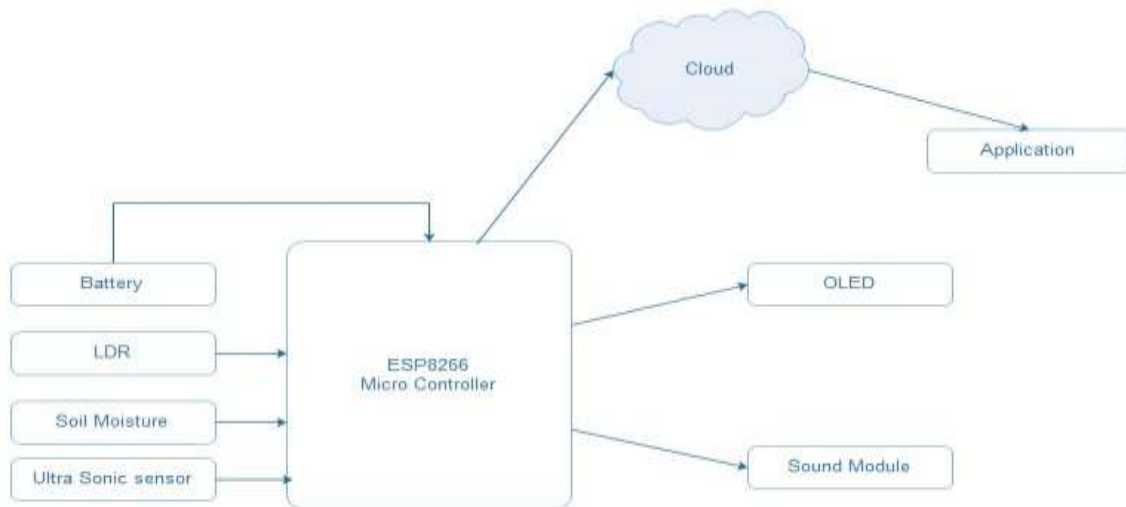 Cloud
Application
Battery
OLED
LDR
ESP8266
Micro Controller
Soil Moisture
Ultra Sonic sensor
Sound Module